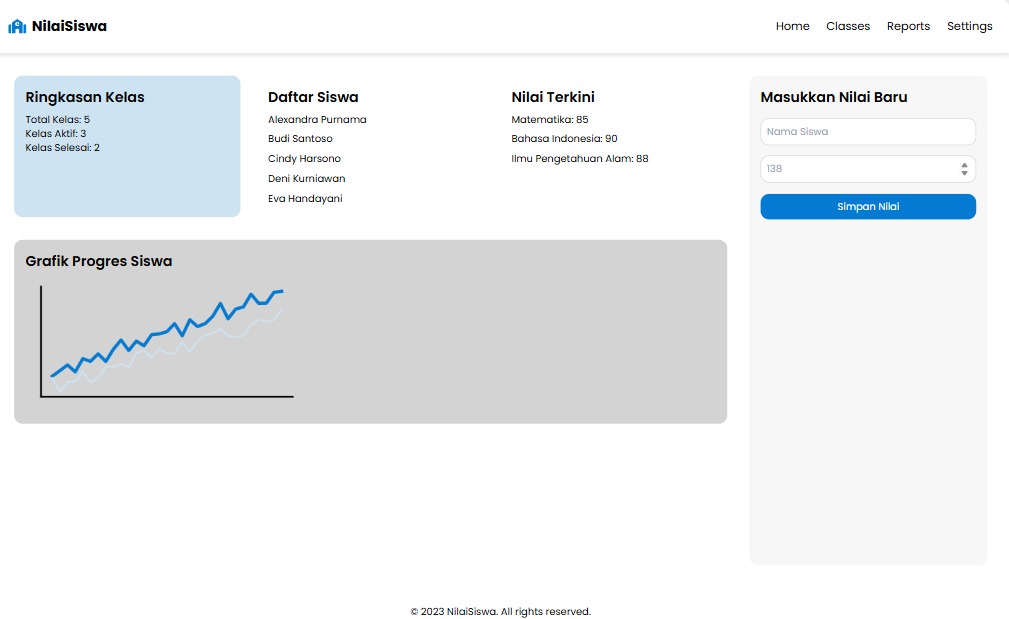 NilaiSiswa
Home Classes Reports Settings
Ringkasan Kelas
Total Kelas: 5
Kelas Aktif: 3
Kelas Selesai: 2
Daftar Siswa
Alexandra Purnama
Budi Santoso
Cindy Harsono
Deni Kurniawan
Eva Handayani
Nilai Terkini
Matematika: 85
Bahasa Indonesia: 90
Ilmu Pengetahuan Alam: 88
Masukkan Nilai Baru
Nama Siswa
138
Simpan Nilai
Grafik Progres Siswa
© 2023 NilaiSiswa. All rights reserved.